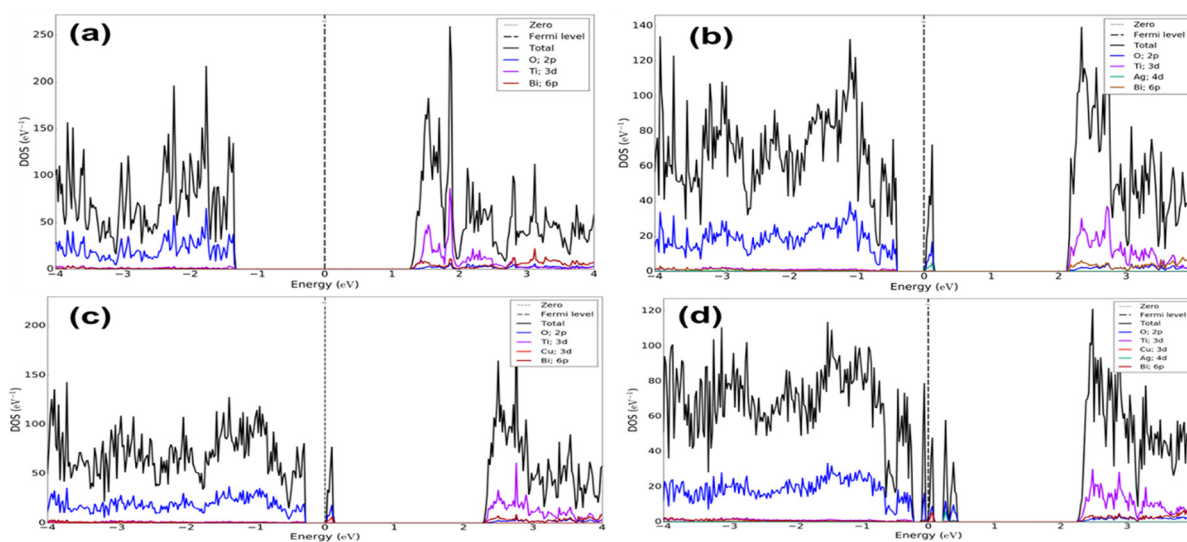 (a)
Zero
Fermi level
Total
O; 2p
Ti; 3d
Bi; 6p
DOS (eV⁻¹)
250
200
150
100
50
0
-4 -3 -2 -1 0 1 2 3 4
Energy (eV)
(b)
Zero
Fermi level
Total
O; 2p
Ti; 3d
Ag; 4d
Bi; 6p
DOS (eV⁻¹)
140
120
100
80
60
40
20
0
-4 -3 -2 -1 0 1 2 3
Energy (eV)
(c)
Zero
Fermi level
Total
O; 2p
Ti; 3d
Cu; 3d
Bi; 6p
DOS (eV⁻¹)
200
150
100
50
0
-4 -3 -2 -1 0 1 2 3 4
Energy (eV)
(d)
Zero
Fermi level
Total
O; 2p
Ti; 3d
Cu; 3d
Ag; 4d
Bi; 6p
DOS (eV⁻¹)
120
100
80
60
40
20
0
-4 -3 -2 -1 0 1 2 3
Energy (eV)